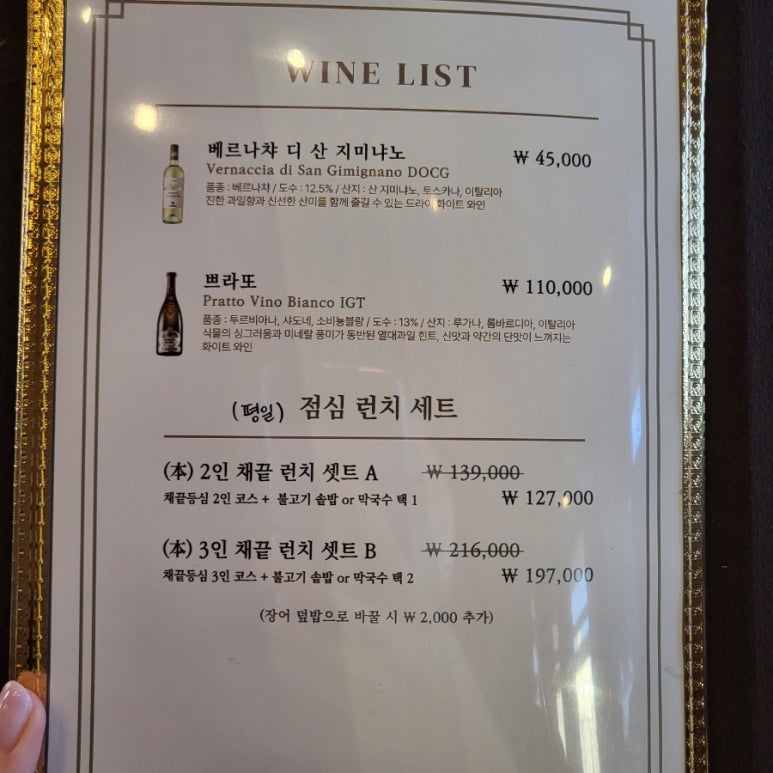 WINE LIST
베르나챠 디 산 지미냐노 ₩ 45,000
Vernaccia di San Gimignano DOCG
품종 : 베르나챠 / 도수 : 12.5% / 산지 : 산 지미냐노, 토스카나, 이탈리아
진한 과일향과 신선한 산미를 함께 즐길 수 있는 드라이 화이트 와인
쁘라또 ₩ 110,000
Pratto Vino Bianco IGT
품종 : 투르비아나, 샤도네, 소비뇽블랑 / 도수 : 13% / 산지 : 루가나, 롬바르디아, 이탈리아
식물의 싱그러움과 미네랄 풍미가 동반된 열대과일 힌트, 신맛과 약간의 단맛이 느껴지는
화이트 와인
(평일) 점심 런치 세트
(本) 2인 채끝 런치 셋트 A ₩ 139,000
채끝등심 2인 코스 + 불고기 솥밥 or 막국수 택 1 ₩ 127,000
(本) 3인 채끝 런치 셋트 B ₩ 216,000
채끝등심 3인 코스 + 불고기 솥밥 or 막국수 택 2 ₩ 197,000
(장어 덮밥으로 바꿀 시 ₩ 2,000 추가)